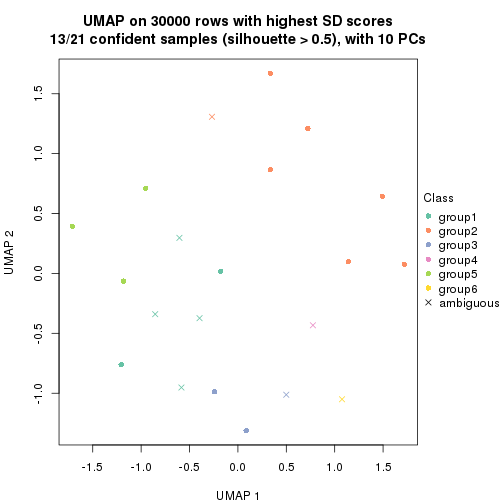 UMAP on 30000 rows with highest SD scores
13/21 confident samples (silhouette > 0.5), with 10 PCs
1.5
1.0
0.5
0.0
-0.5
-1.0
UMAP 2
-1.5
-1.0
-0.5
0.0
0.5
1.0
1.5
UMAP 1
Class
group1
group2
group3
group4
group5
group6
ambiguous